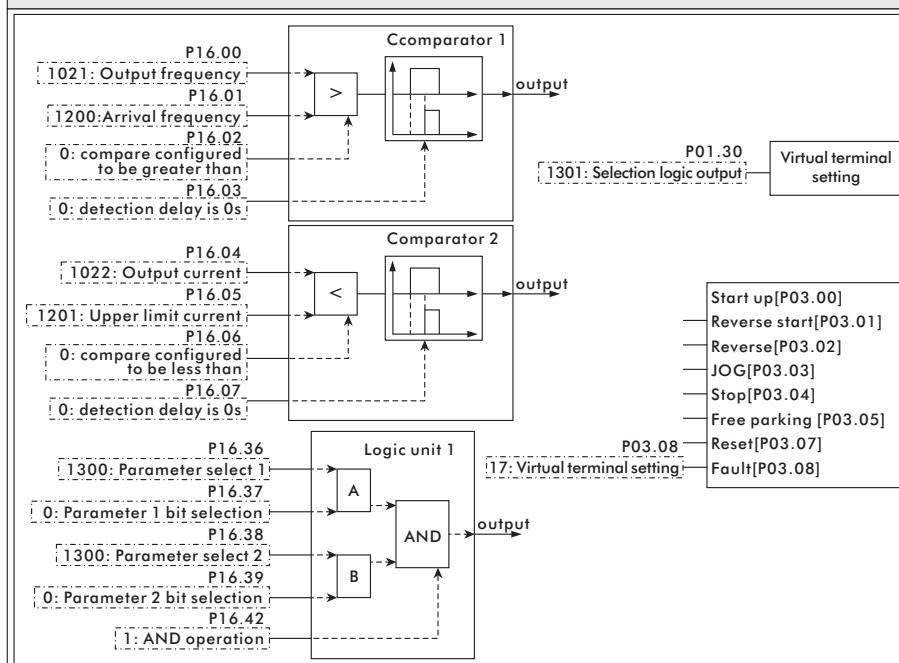 Ccomparator 1
P16.00
1021: Output frequency
P16.01
1200:Arrival frequency
P16.02
0: compare configured
to be greater than
P16.03
0: detection delay is 0s
>
output
P01.30
1301: Selection logic output
Virtual terminal
setting
Comparator 2
P16.04
1022: Output current
P16.05
1201: Upper limit current
P16.06
0: compare configured
to be less than
P16.07
0: detection delay is 0s
<
output
Start up[P03.00]
Reverse start[P03.01]
Reverse[P03.02]
JOG[P03.03]
Stop[P03.04]
Free parking [P03.05]
Reset[P03.07]
Fault[P03.08]
P03.08
17: Virtual terminal setting
Logic unit 1
P16.36
1300: Parameter select 1
P16.37
0: Parameter 1 bit selection
P16.38
1300: Parameter select 2
P16.39
0: Parameter 2 bit selection
P16.42
1: AND operation
A
B
AND
output